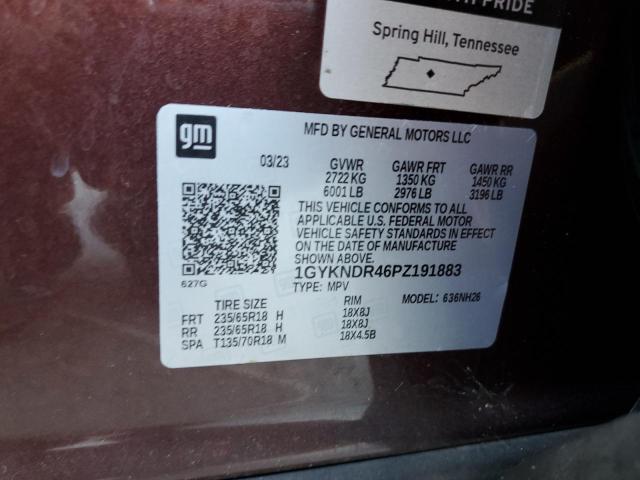 PRIDE
Spring Hill, Tennessee
gm
MFD BY GENERAL MOTORS LLC
03/23 GVWR GAWR FRT GAWR RR
2722 KG 1350 KG 1450 KG
6001 LB 2976 LB 3196 LB
THIS VEHICLE CONFORMS TO ALL
APPLICABLE U.S. FEDERAL MOTOR
VEHICLE SAFETY STANDARDS IN EFFECT
ON THE DATE OF MANUFACTURE
SHOWN ABOVE.
627G
1GYKNDR46PZ191883
TYPE: MPV MODEL: 636NH26
TIRE SIZE RIM
FRT 235/65R18 H 18X8J
RR 235/65R18 H 18X8J
SPA T135/70R18 M 18X4.5B